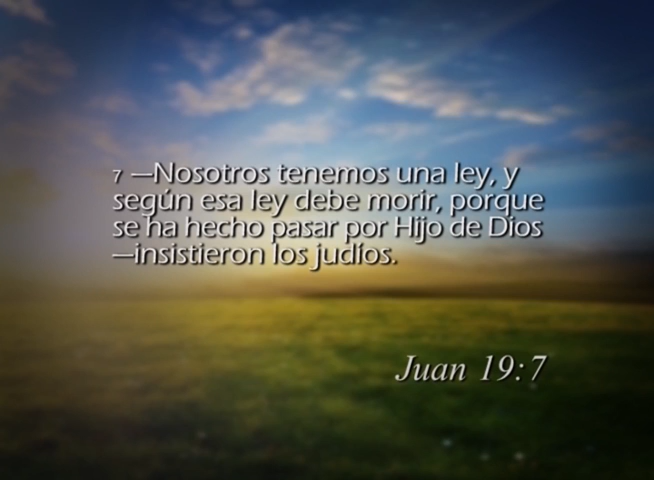 7 —Nosotros tenemos una ley, y
según esa ley debe morir, porque
se ha hecho pasar por Hijo de Dios
—insistieron los judíos.
Juan 19:7